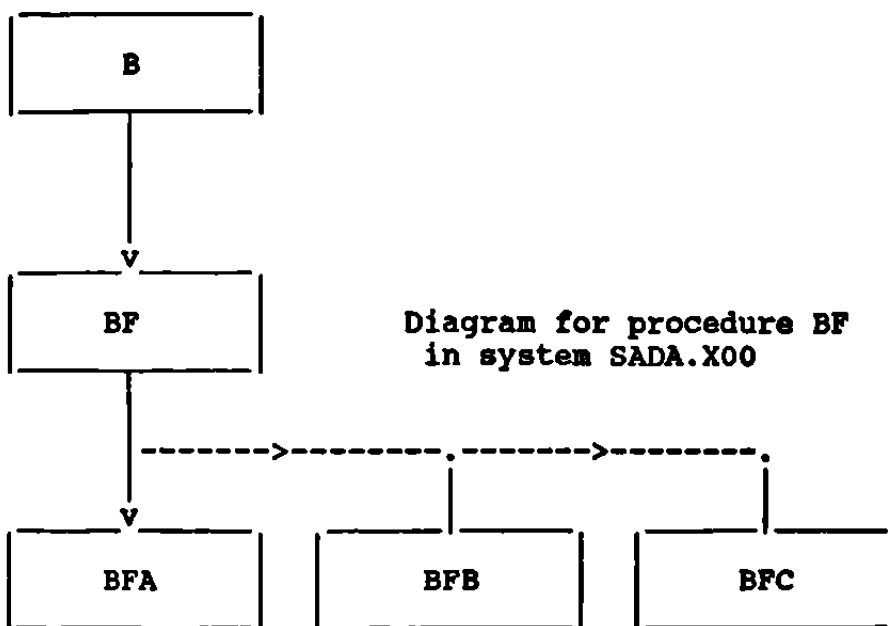 B
BF
Diagram for procedure BF
in system SADA.X00
BFA
BFB
BFC